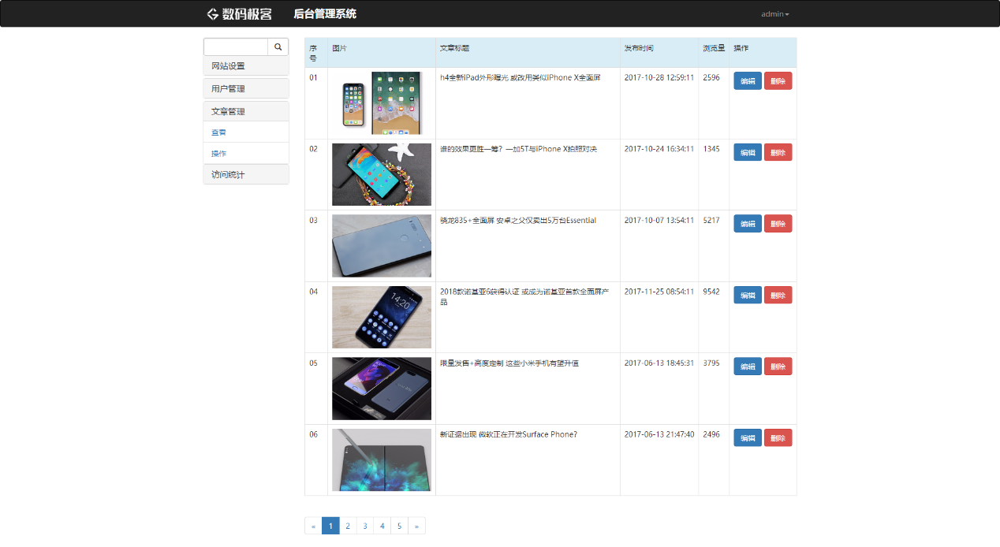 数码极客 后台管理系统 admin
网站设置
用户管理
文章管理
查看
操作
访问统计
序号 图片 文章标题 发布时间 浏览量 操作
01 h4全新iPad外形曝光 或改用类似iPhone X全面屏 2017-10-28 12:59:11 2596 编辑 删除
02 谁的效果更胜一筹？一加5T与iPhone X拍照对决 2017-10-24 16:34:11 1345 编辑 删除
03 骁龙835+全面屏 安卓之父仅卖出5万台Essential 2017-10-07 13:54:11 5217 编辑 删除
04 2018款诺基亚6获得认证 或成为诺基亚首款全面屏产品 2017-11-25 08:54:11 9542 编辑 删除
14:20
05 限量发售+高度定制 这些小米手机有望升值 2017-06-13 18:45:31 3795 编辑 删除
06 新证据出现 微软正在开发Surface Phone? 2017-06-13 21:47:40 2496 编辑 删除
« 1 2 3 4 5 »